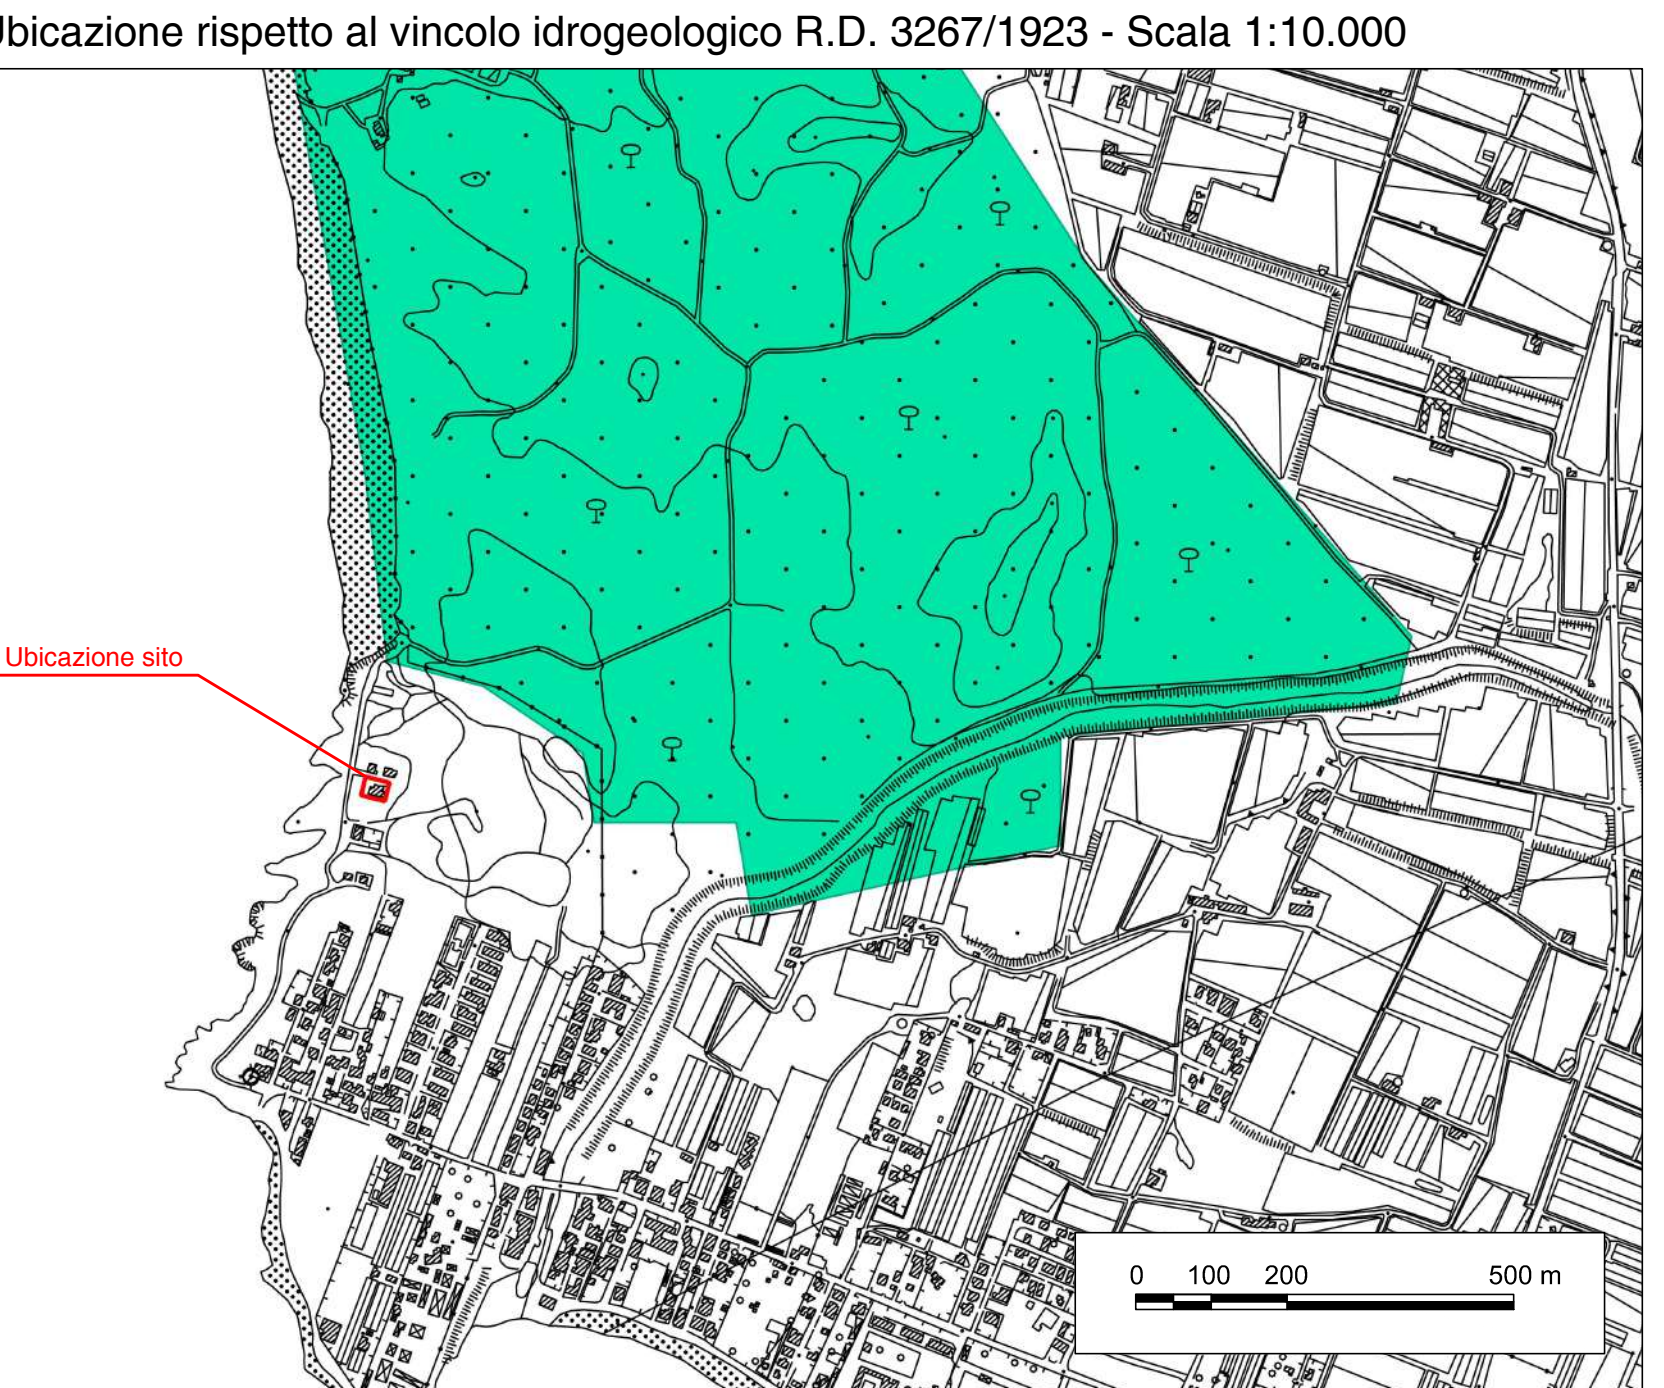 Ubicazione rispetto al vincolo idrogeologico R.D. 3267/1923 - Scala 1:10.000
Ubicazione sito
0 100 200 500 m